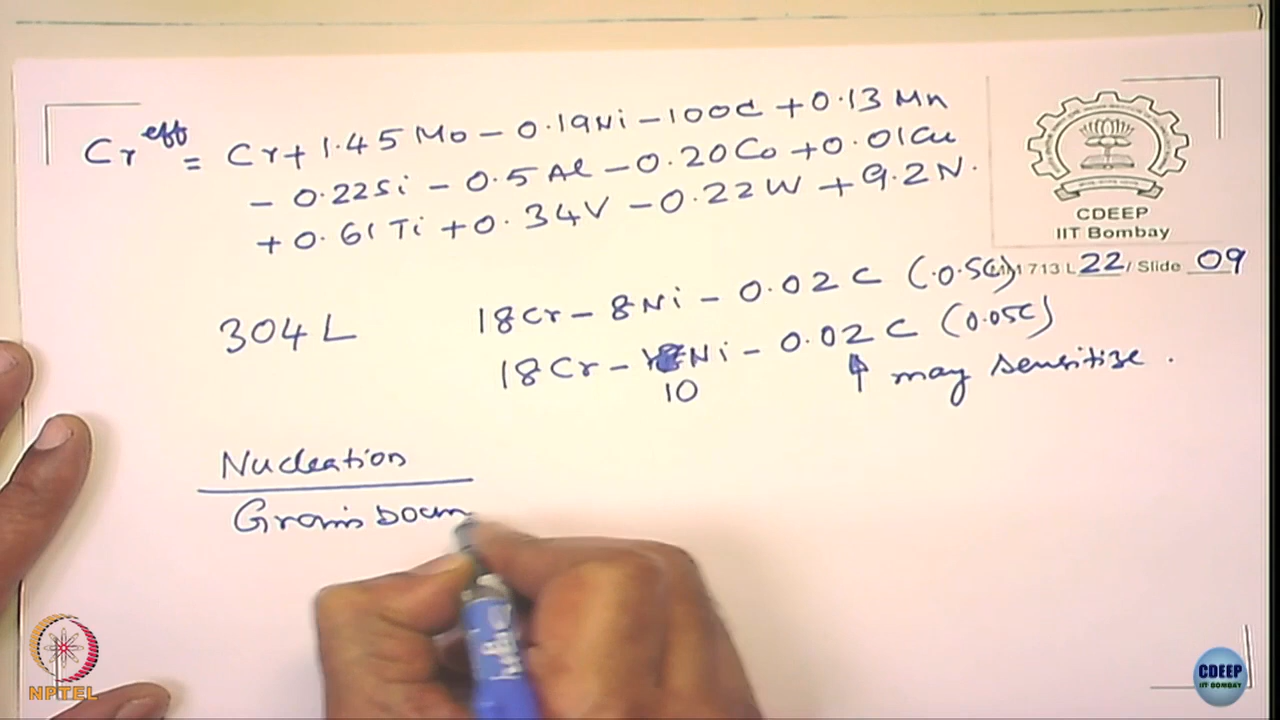 Cr^eff = Cr + 1.45 Mo - 0.19 Ni - 100C + 0.13 Mn
- 0.22 Si - 0.5 Al - 0.20 Co + 0.01 Cu
+ 0.61 Ti + 0.34 V - 0.22 W + 9.2 N.
CDEEP
IIT Bombay
713 L 22 / Slide 09
304 L
18 Cr - 8 Ni - 0.02 C (0.5C)
18 Cr - Ni - 0.02 C (0.05C)
10
↑ may sensitize.
Nucleation
Grain boun
NPTEL
CDEEP
IIT BOMBAY